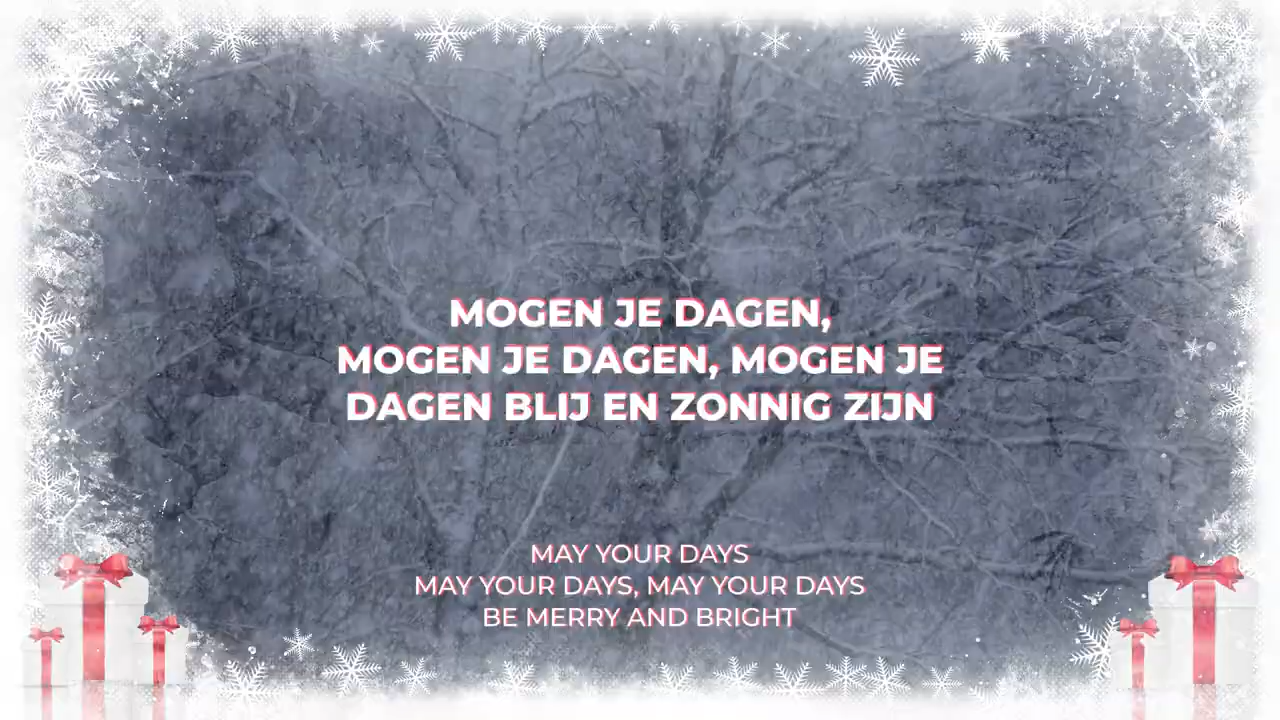 MOGEN JE DAGEN,
MOGEN JE DAGEN, MOGEN JE
DAGEN BLIJ EN ZONNIG ZIJN
MAY YOUR DAYS
MAY YOUR DAYS, MAY YOUR DAYS
BE MERRY AND BRIGHT